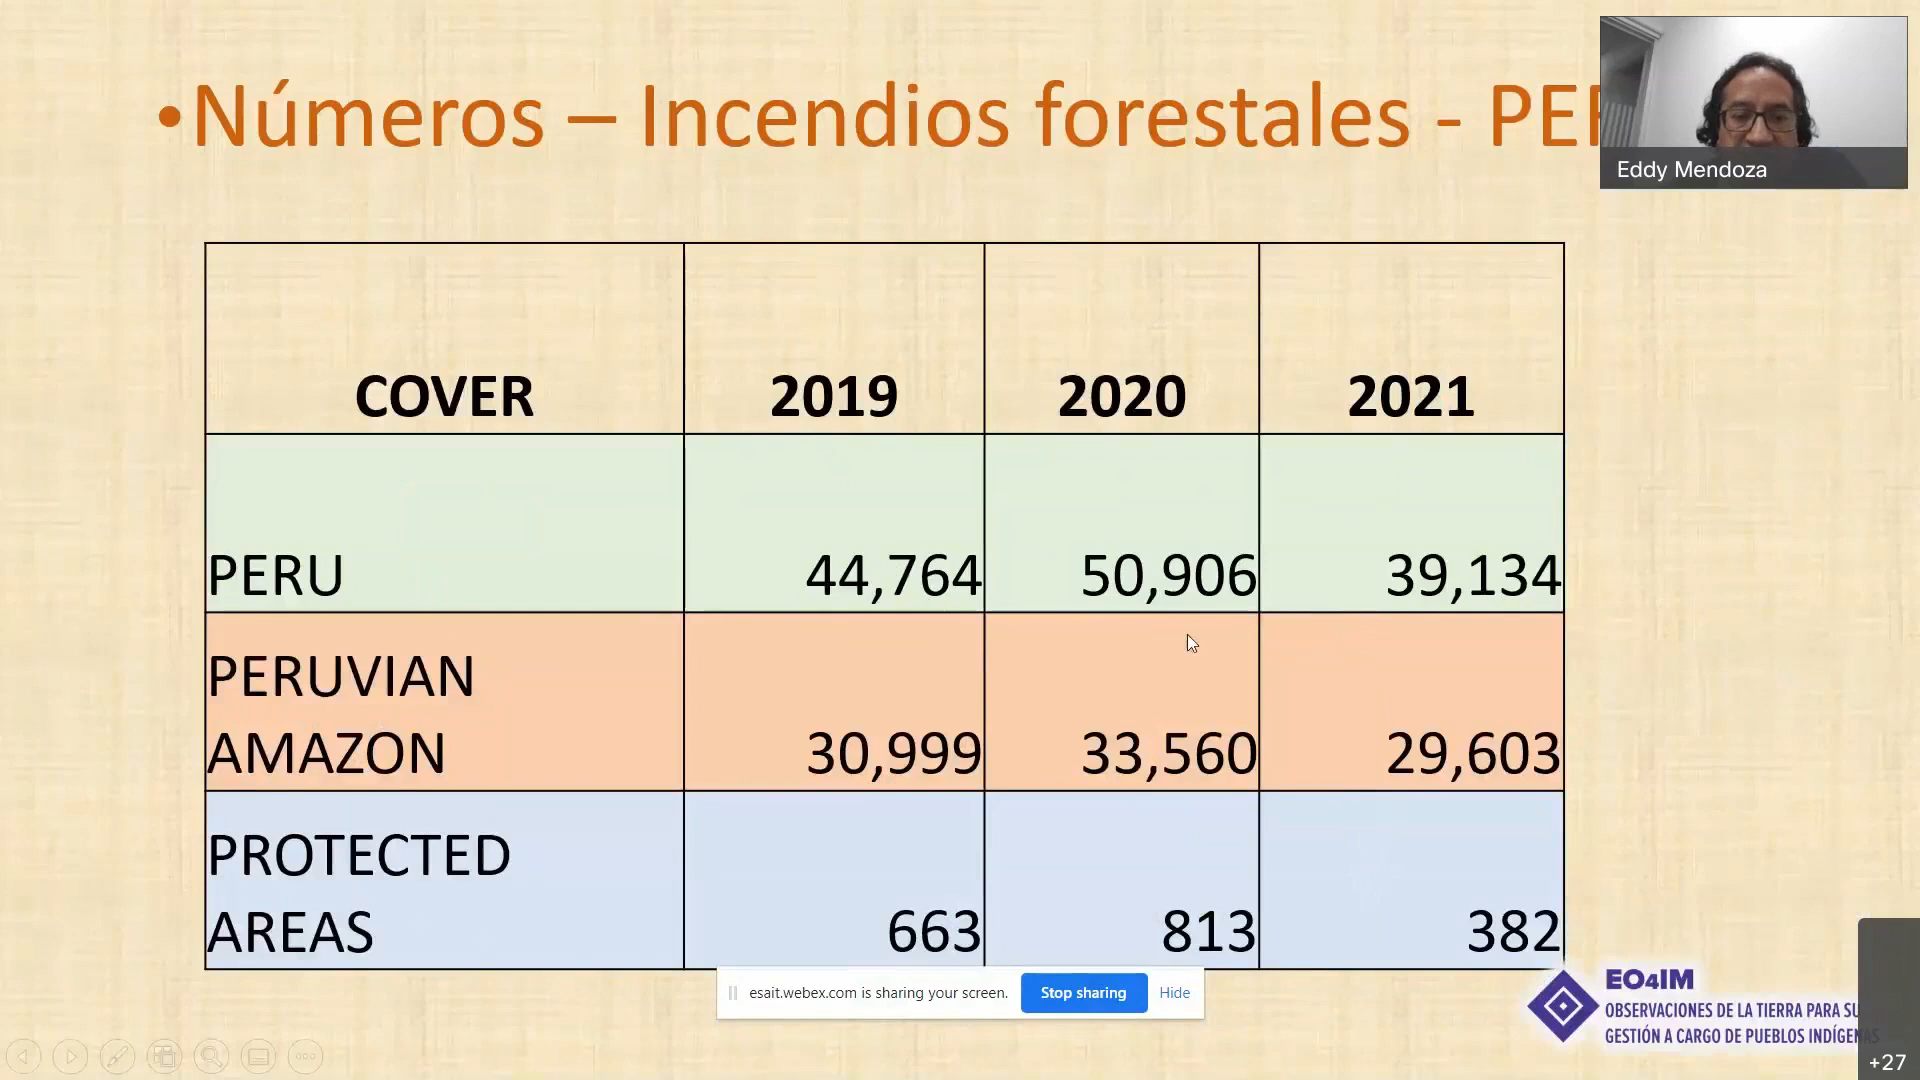 •Números – Incendios forestales - PER
Eddy Mendoza
COVER 2019 2020 2021
PERU 44,764 50,906 39,134
PERUVIAN
AMAZON 30,999 33,560 29,603
PROTECTED
AREAS 663 813 382
esait.webex.com is sharing your screen. Stop sharing Hide
EO4IM
OBSERVACIONES DE LA TIERRA PARA SU
GESTIÓN A CARGO DE PUEBLOS INDÍGENAS
+27